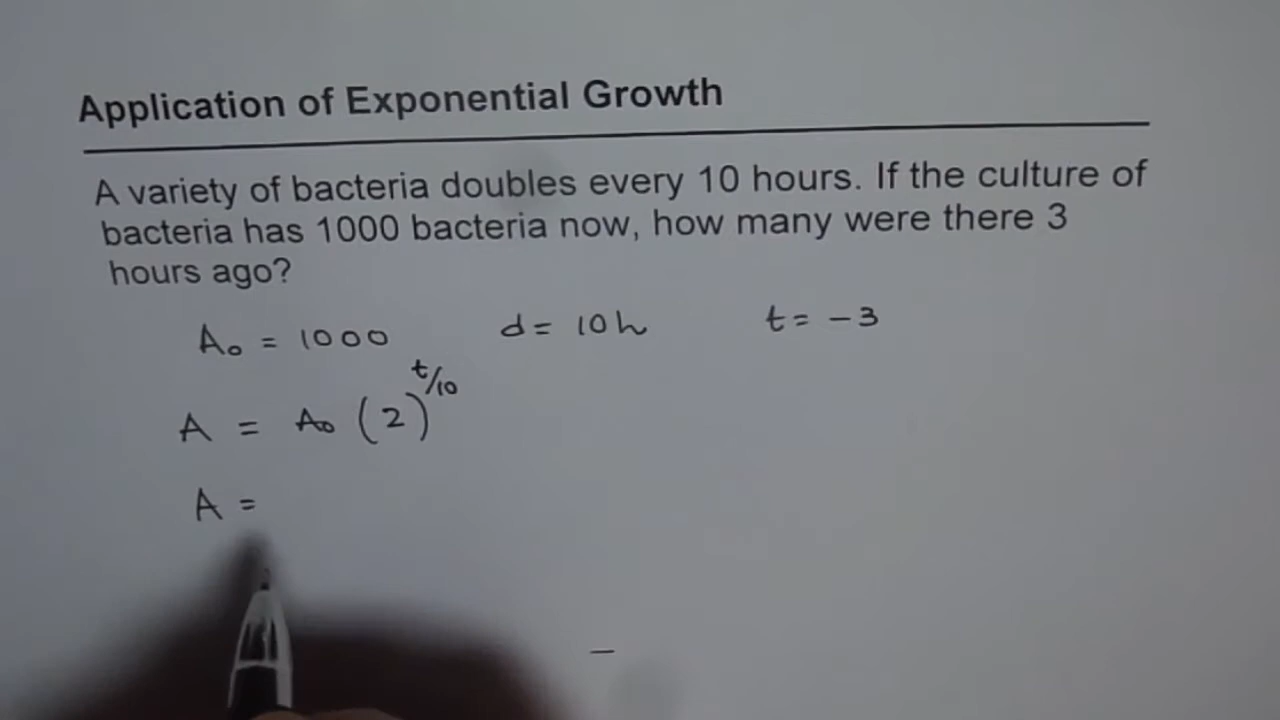 Application of Exponential Growth
A variety of bacteria doubles every 10 hours. If the culture of
bacteria has 1000 bacteria now, how many were there 3
hours ago?
A₀ = 1000 d = 10h t = -3
A = A₀ (2)^t/10
A =